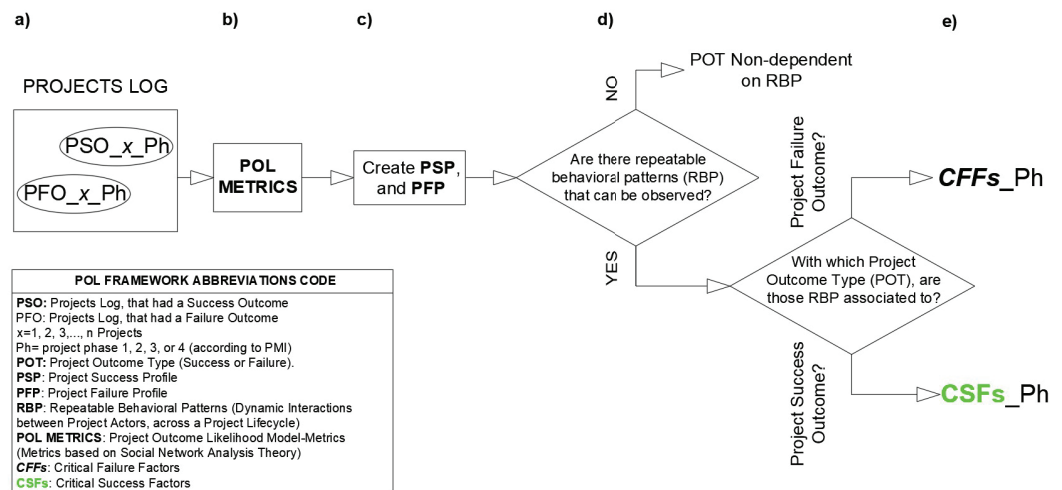 a)
b)
c)
d)
e)
PROJECTS LOG
PSO_x_Ph
PFO_x_Ph
POL
METRICS
Create PSP,
and PFP
Are there repeatable
behavioral patterns (RBP)
that can be observed?
NO
POT Non-dependent
on RBP
YES
With which Project
Outcome Type (POT), are
those RBP associated to?
Project Failure
Outcome?
CFFs_Ph
Project Success
Outcome?
CSFs_Ph
POL FRAMEWORK ABBREVIATIONS CODE
PSO: Projects Log, that had a Success Outcome
PFO: Projects Log, that had a Failure Outcome
x=1, 2, 3,..., n Projects
Ph= project phase 1, 2, 3, or 4 (according to PMI)
POT: Project Outcome Type (Success or Failure).
PSP: Project Success Profile
PFP: Project Failure Profile
RBP: Repeatable Behavioral Patterns (Dynamic Interactions
between Project Actors, across a Project Lifecycle)
POL METRICS: Project Outcome Likelihood Model-Metrics
(Metrics based on Social Network Analysis Theory)
CFFs: Critical Failure Factors
CSFs: Critical Success Factors